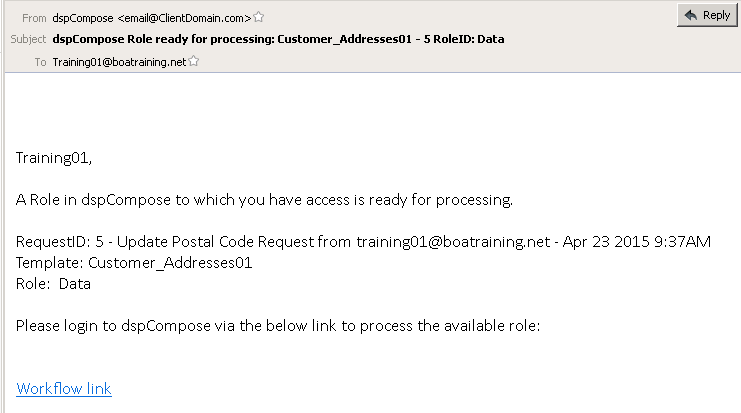 From dspCompose <email@ClientDomain.com>
Reply
Subject dspCompose Role ready for processing: Customer_Addresses01 - 5 RoleID: Data
To Training01@boatraining.net
Training01,
A Role in dspCompose to which you have access is ready for processing.
RequestID: 5 - Update Postal Code Request from training01@boatraining.net - Apr 23 2015 9:37AM
Template: Customer_Addresses01
Role:  Data
Please login to dspCompose via the below link to process the available role:
Workflow link